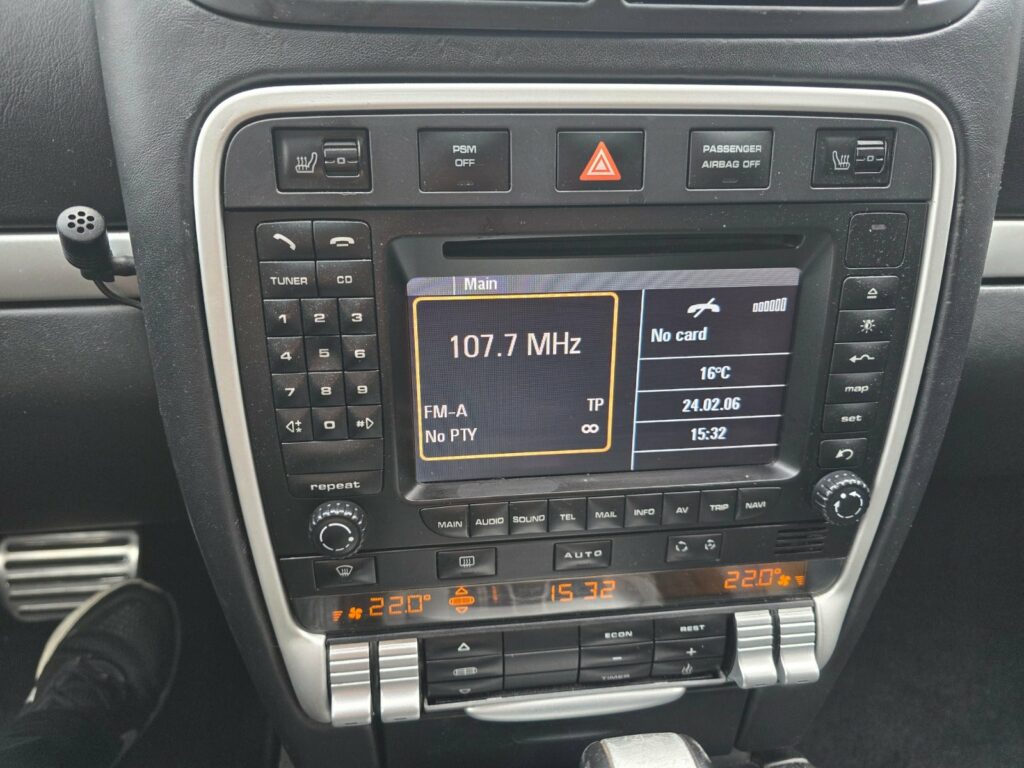 PSM
OFF
PASSENGER
AIRBAG OFF
TUNER
CD
1
2
3
4
5
6
7
8
9
0
#
repeat
Main
107.7 MHz
FM-A
TP
No PTY
No card
16°C
24.02.06
15:32
map
set
MAIN
AUDIO
SOUND
TEL
MAIL
INFO
AV
TRIP
NAVI
AUTO
22.0°
15 32
22.0°
ECON
REST
−
+
TIMER